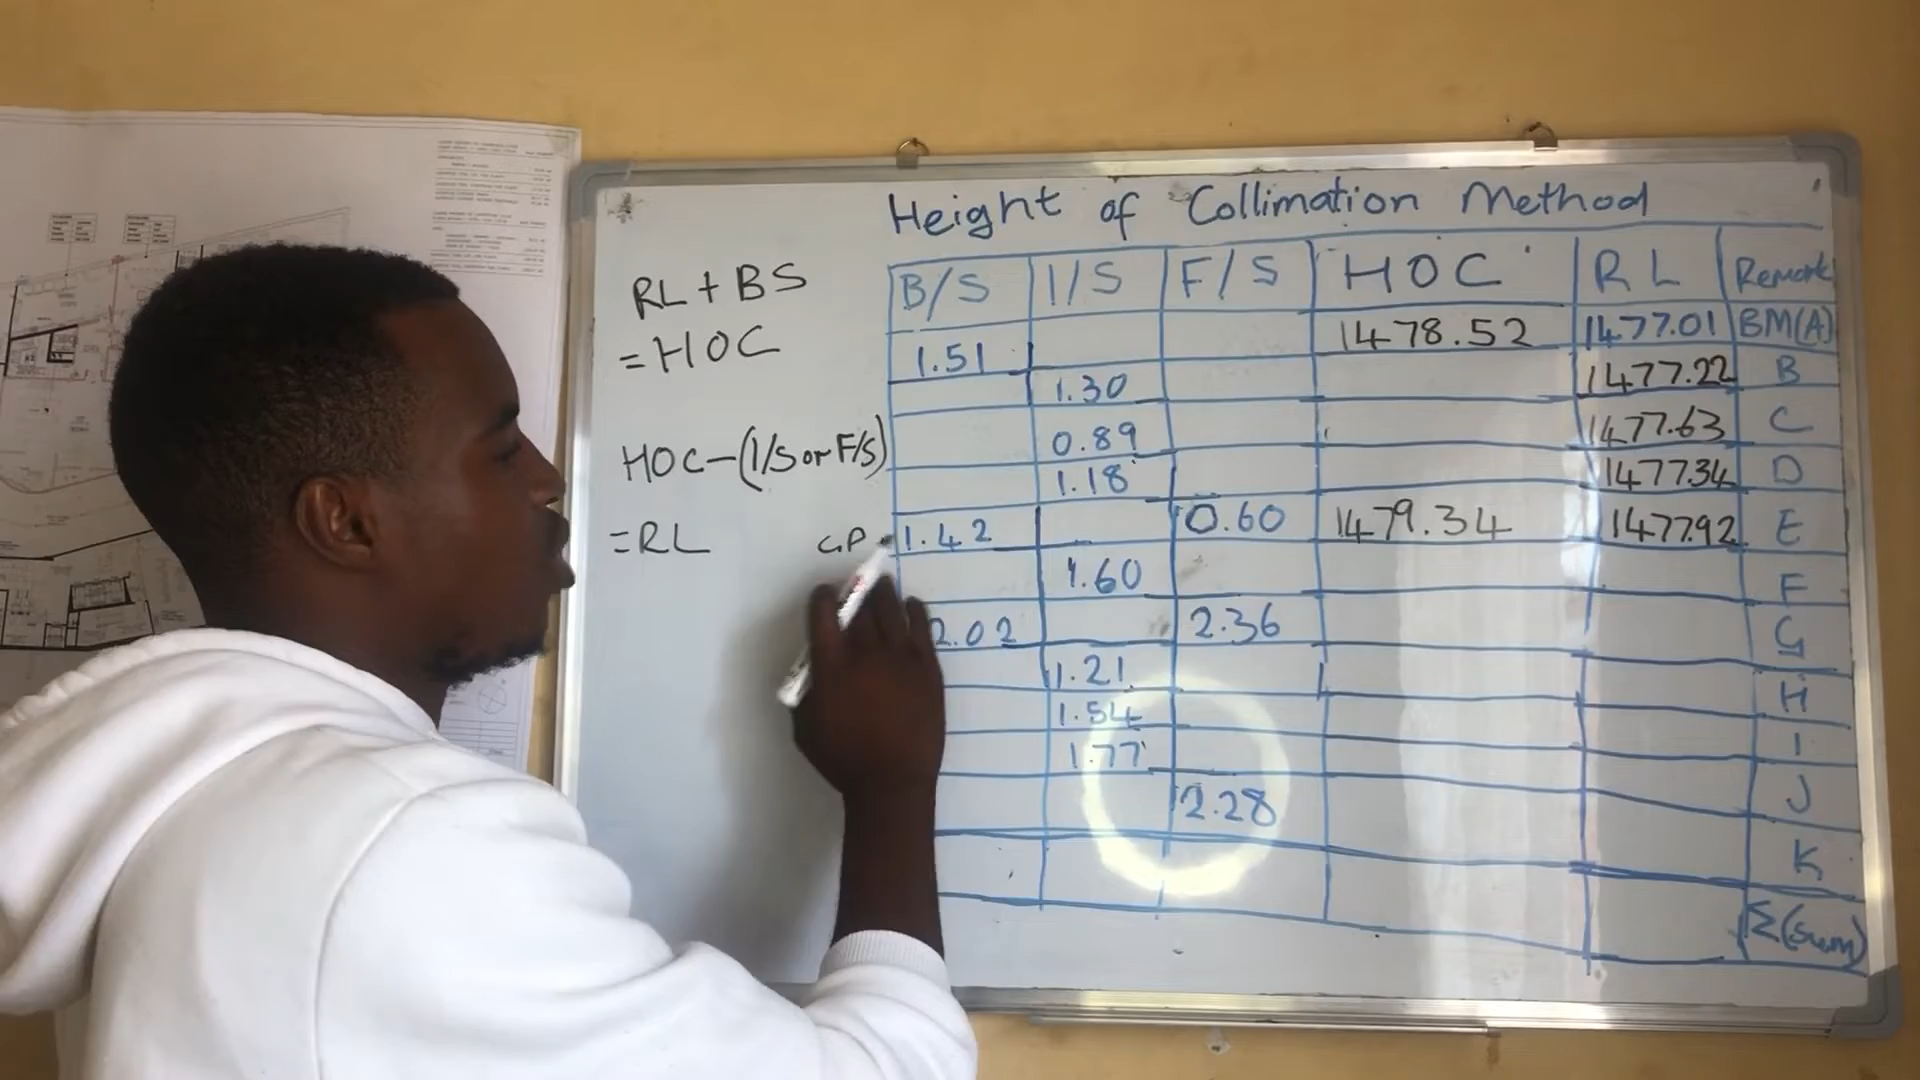 Height of Collimation Method
RL + BS
= HOC
HOC-(I/S or F/S)
= RL
C.P
B/S I/S F/S HOC RL Remark
1.51 1478.52 1477.01 BM(A)
1.30 1477.22 B
0.89 1477.63 C
1.18 1477.34 D
1.42 0.60 1479.34 1477.92 E
1.60 F
2.02 2.36 G
1.21 H
1.54 I
1.77 J
2.28 K
Σ(sum)